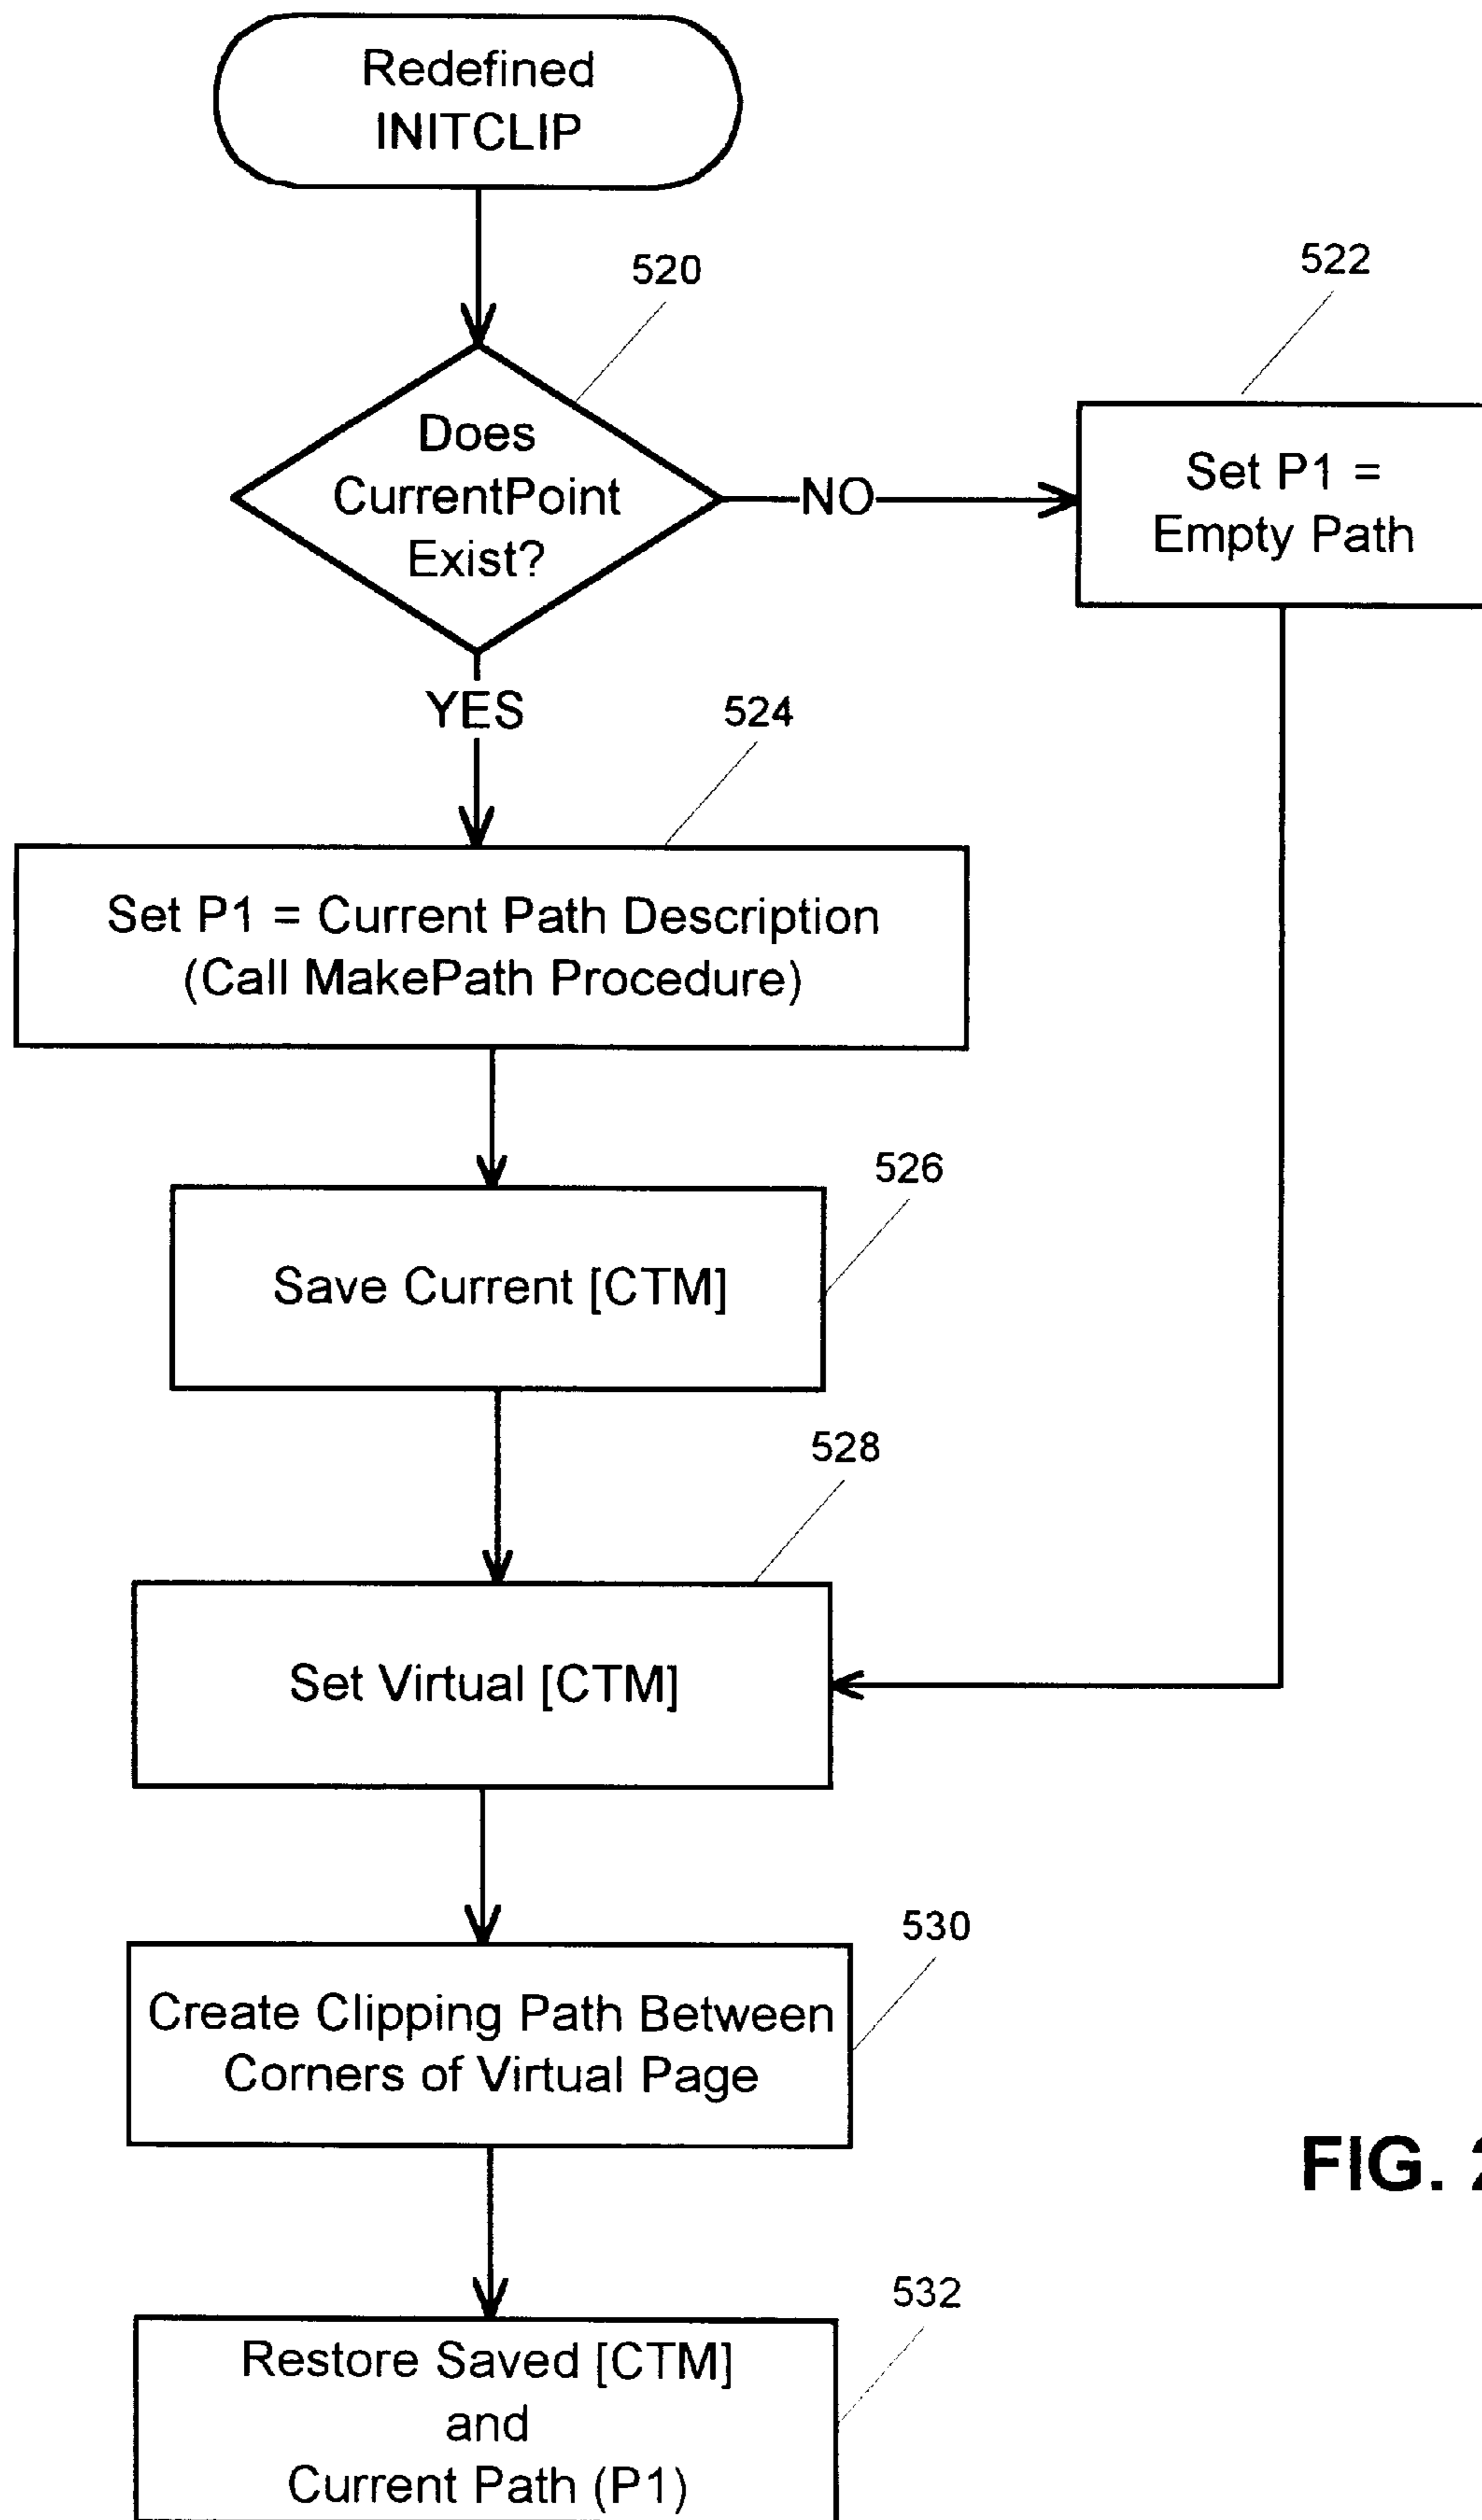 Redefined
INITCLIP
520
522
Does
CurrentPoint
Exist?
NO
Set P1 =
Empty Path
YES
524
Set P1 = Current Path Description
(Call MakePath Procedure)
526
Save Current [CTM]
528
Set Virtual [CTM]
530
Create Clipping Path Between
Corners of Virtual Page
FIG.
532
Restore Saved [CTM]
and
Current Path (P1)